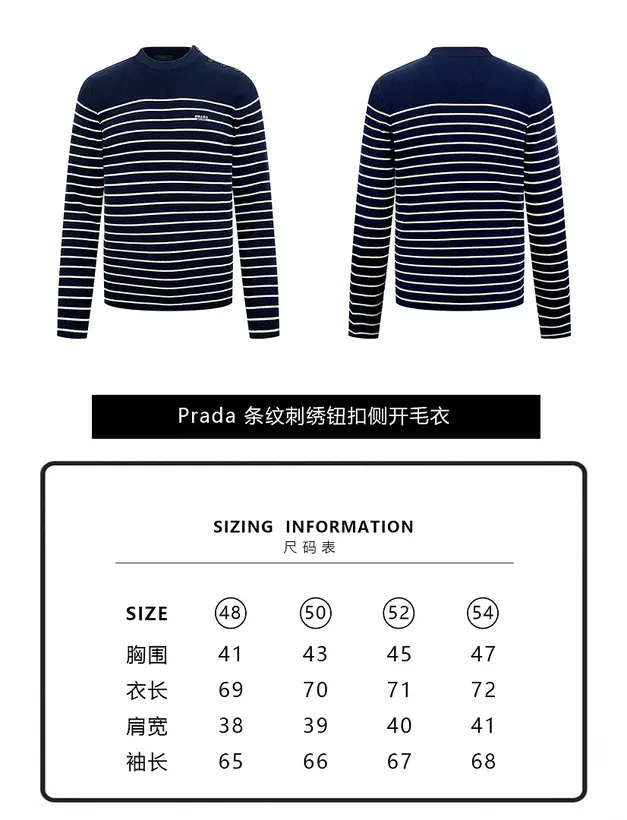 PRADA
Prada 条纹刺绣钮扣侧开毛衣
SIZING INFORMATION
尺码表
SIZE 48 50 52 54
胸围 41 43 45 47
衣长 69 70 71 72
肩宽 38 39 40 41
袖长 65 66 67 68